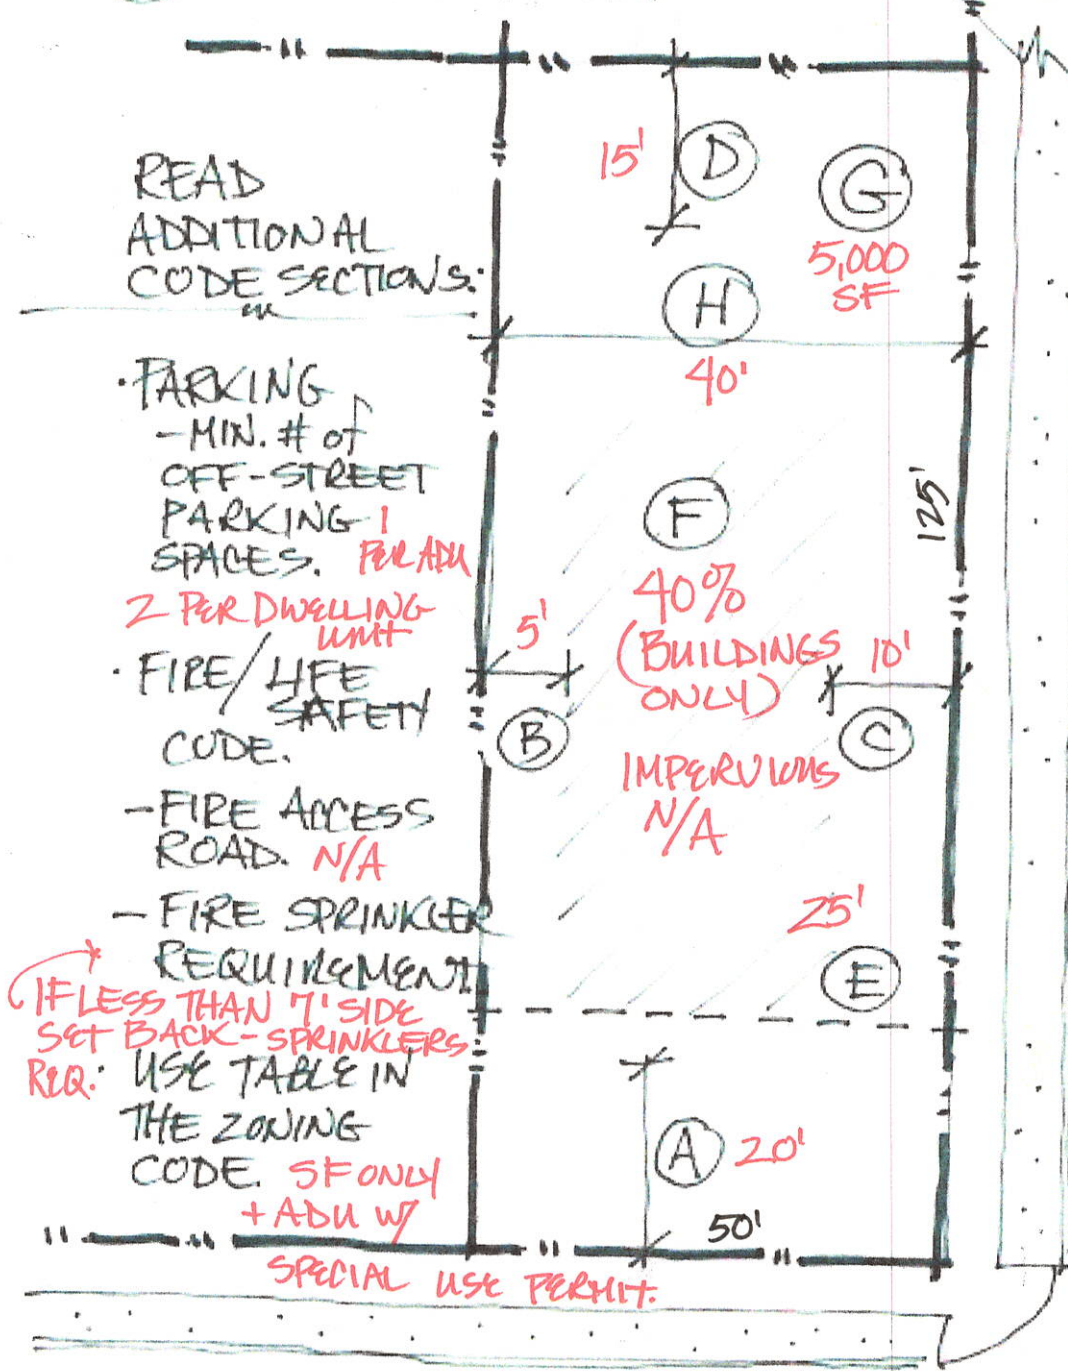 READ
ADDITIONAL
CODE SECTIONS:
• PARKING
- MIN. # of
OFF-STREET
PARKING 1
SPACES. PER ADU
2 PER DWELLING
UNIT
• FIRE/LIFE
SAFETY
CODE.
- FIRE ACCESS
ROAD. N/A
- FIRE SPRINKLER
REQUIREMENT
IF LESS THAN 7' SIDE
SET BACK - SPRINKLERS
REQ.
• USE TABLE IN
THE ZONING
CODE. SF ONLY
+ ADU W/
SPECIAL USE PERMIT.
15'
D
G
5,000
SF
H
40'
F
125'
40%
(BUILDINGS
ONLY)
5'
10'
B
C
IMPERVIOUS
N/A
25'
E
A 20'
50'